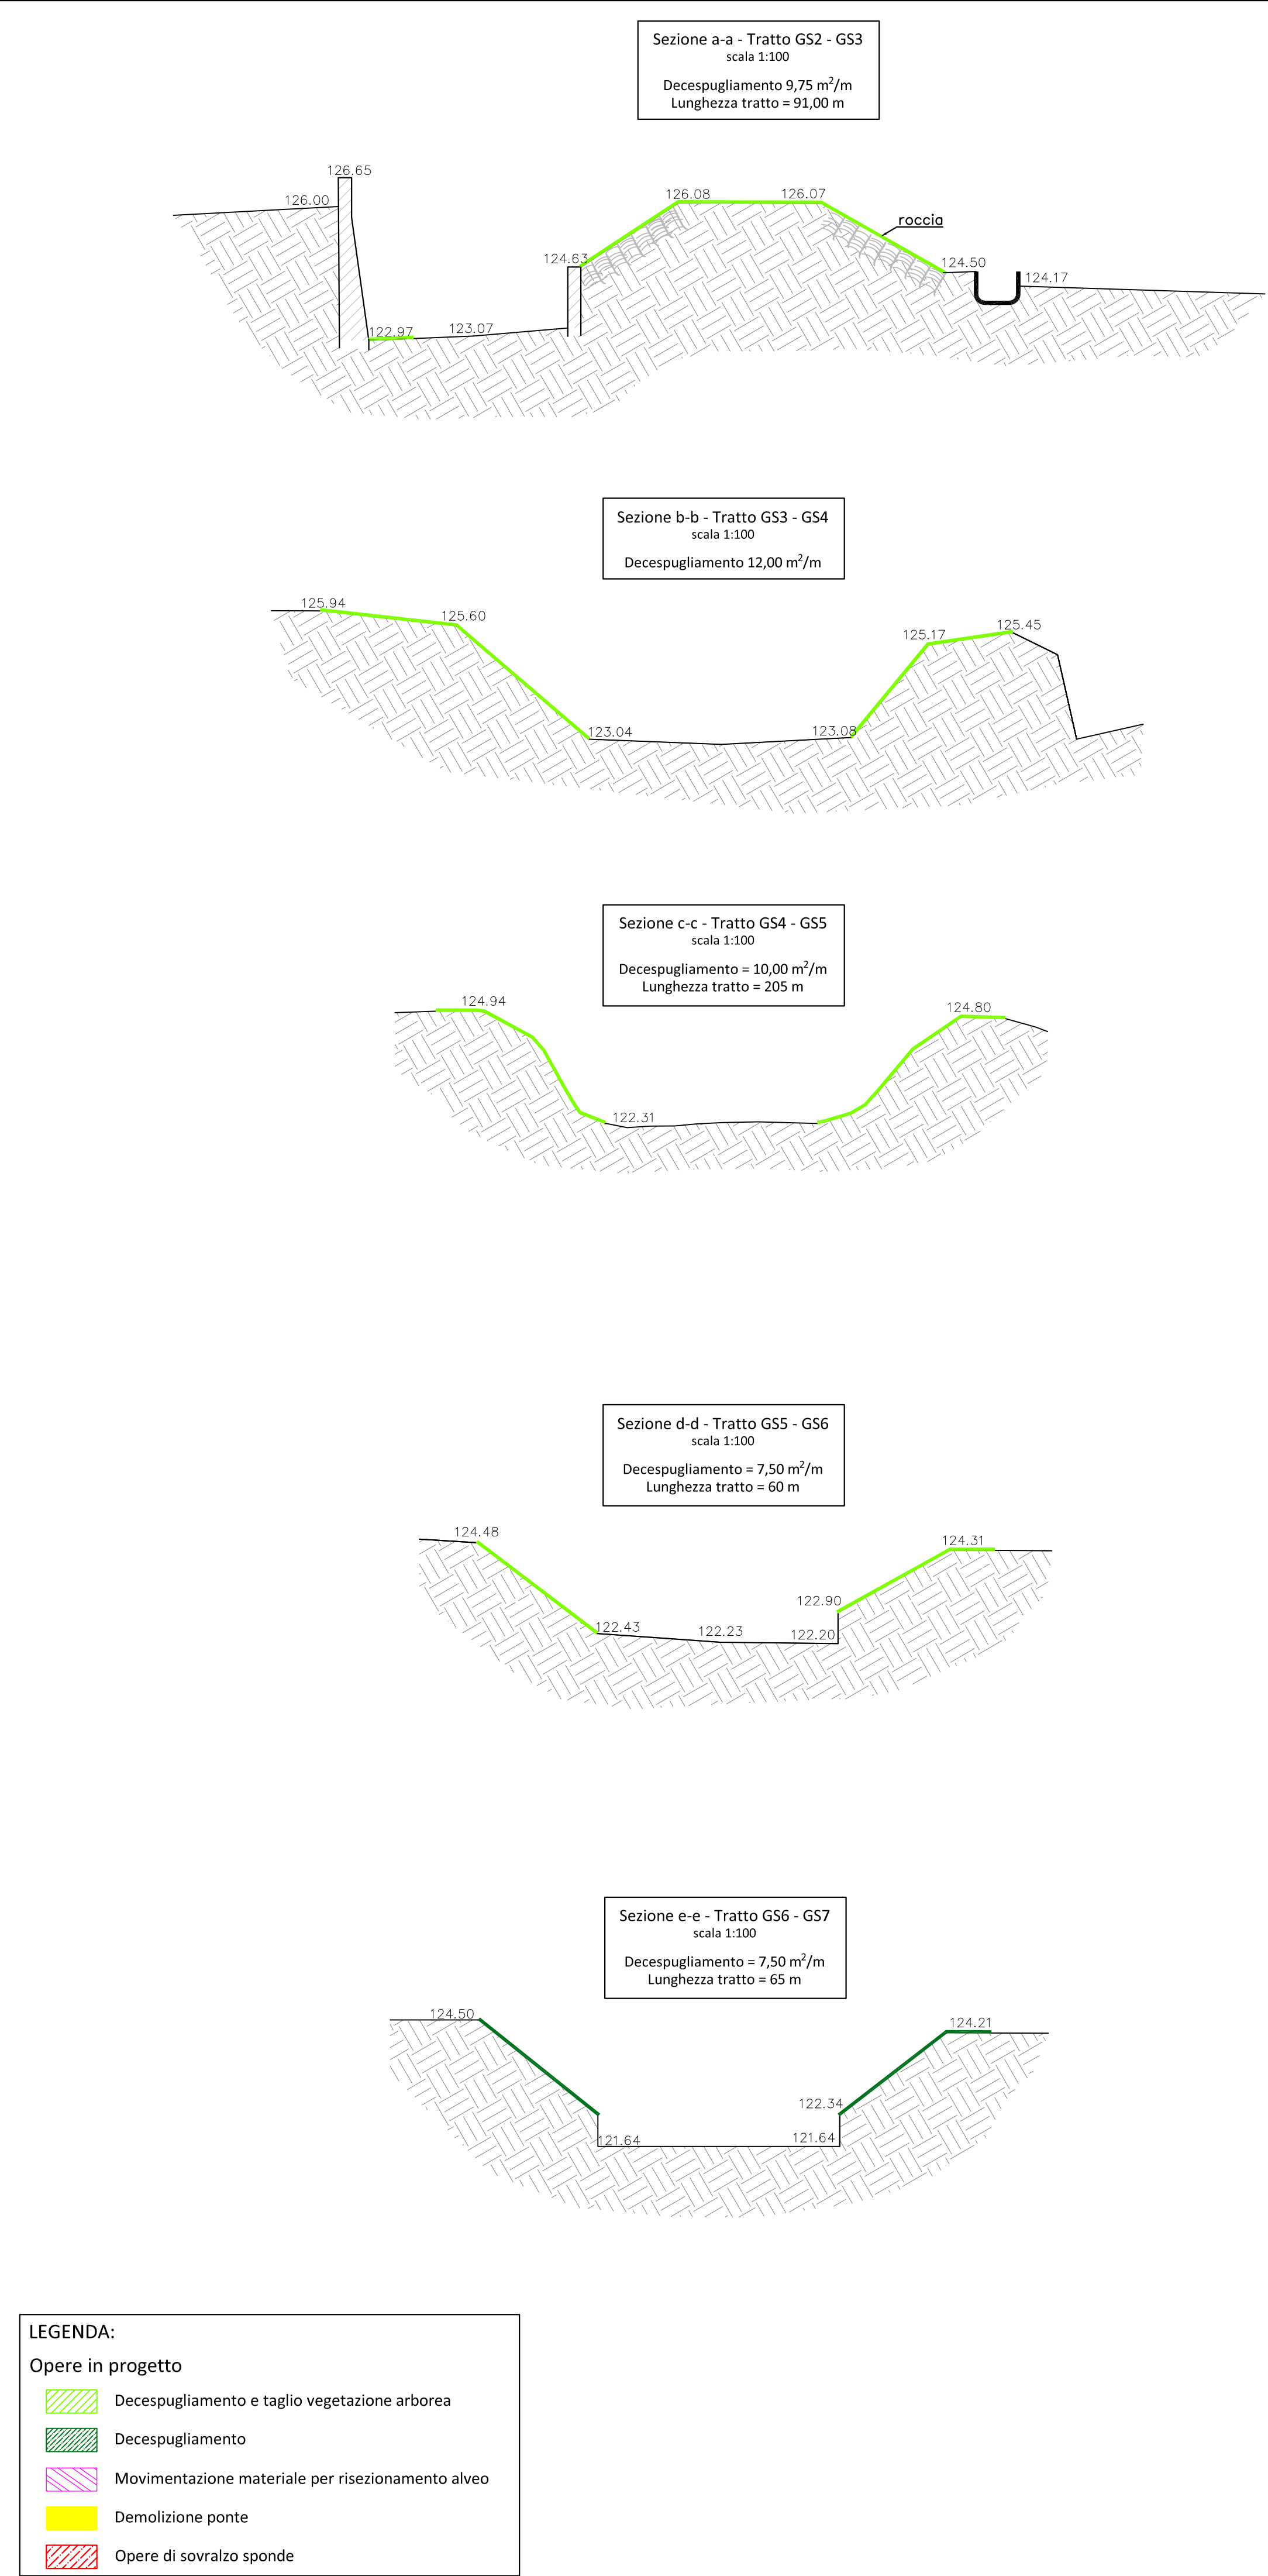 Sezione a-a - Tratto GS2 - GS3
scala 1:100
Decespugliamento 9,75 m²/m
Lunghezza tratto = 91,00 m
126.65
126.00
126.08
126.07
roccia
124.63
124.50
124.17
122.97
123.07
Sezione b-b - Tratto GS3 - GS4
scala 1:100
Decespugliamento 12,00 m²/m
125.94
125.60
125.17
125.45
123.04
123.08
Sezione c-c - Tratto GS4 - GS5
scala 1:100
Decespugliamento = 10,00 m²/m
Lunghezza tratto = 205 m
124.94
124.80
122.31
Sezione d-d - Tratto GS5 - GS6
scala 1:100
Decespugliamento = 7,50 m²/m
Lunghezza tratto = 60 m
124.48
124.31
122.90
122.43
122.23
122.20
Sezione e-e - Tratto GS6 - GS7
scala 1:100
Decespugliamento = 7,50 m²/m
Lunghezza tratto = 65 m
124.50
124.21
122.34
121.64
121.64
LEGENDA:
Opere in progetto
Decespugliamento e taglio vegetazione arborea
Decespugliamento
Movimentazione materiale per risezionamento alveo
Demolizione ponte
Opere di sovralzo sponde